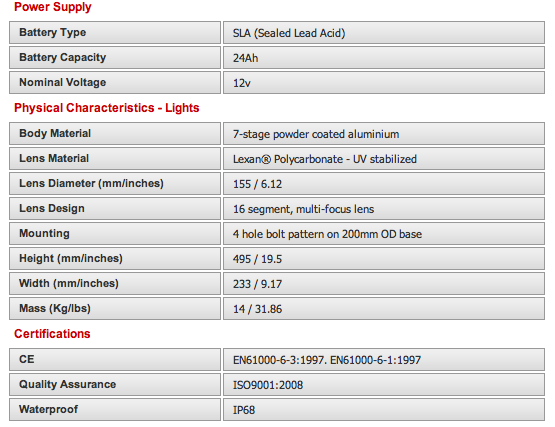 Power Supply
Battery Type SLA (Sealed Lead Acid)
Battery Capacity 24Ah
Nominal Voltage 12v
Physical Characteristics - Lights
Body Material 7-stage powder coated aluminium
Lens Material Lexan® Polycarbonate - UV stabilized
Lens Diameter (mm/inches) 155 / 6.12
Lens Design 16 segment, multi-focus lens
Mounting 4 hole bolt pattern on 200mm OD base
Height (mm/inches) 495 / 19.5
Width (mm/inches) 233 / 9.17
Mass (Kg/lbs) 14 / 31.86
Certifications
CE EN61000-6-3:1997. EN61000-6-1:1997
Quality Assurance ISO9001:2008
Waterproof IP68